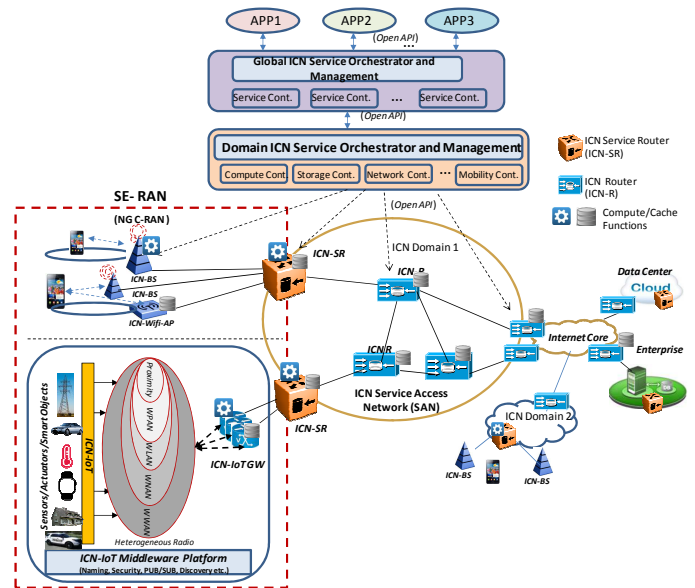 APP1
APP2
APP3
(Open API)
...
Global ICN Service Orchestrator and
Management
Service Cont.
Service Cont.
...
Service Cont.
(Open API)
Domain ICN Service Orchestrator and Management
Compute Cont.
Storage Cont.
Network Cont.
...
Mobility Cont.
ICN Service Router
(ICN-SR)
ICN Router
(ICN-R)
Compute/Cache
Functions
SE- RAN
(NG C-RAN)
(Open API)
ICN Domain 1
ICN-BS
ICN-BS
ICN-Wifi-AP
ICN-SR
ICN-R
Data Center
Cloud
Internet Core
Enterprise
ICN R
ICN Service Access
Network (SAN)
ICN-SR
ICN Domain 2
ICN-BS
ICN-BS
Sensors/Actuators/Smart Objects
ICN-IoT
Proximity
WPAN
WLAN
WNAN
WWAN
Heterogeneous Radio
ICN-IoT GW
ICN-IoT Middleware Platform
(Naming, Security, PUB/SUB, Discovery etc.)